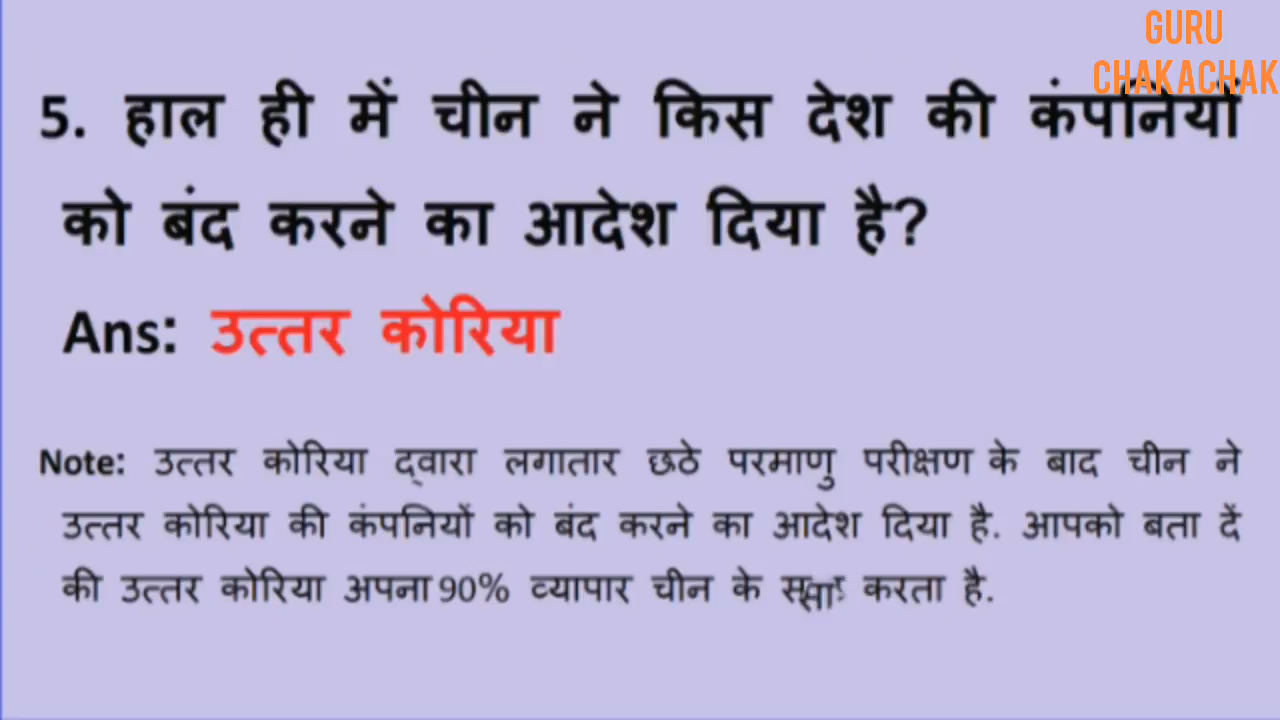 GURU
CHAKACHAK
5. हाल ही में चीन ने किस देश की कंपनियों
को बंद करने का आदेश दिया है?
Ans: उत्तर कोरिया
Note: उत्तर कोरिया द्वारा लगातार छठे परमाणु परीक्षण के बाद चीन ने
उत्तर कोरिया की कंपनियों को बंद करने का आदेश दिया है. आपको बता दें
की उत्तर कोरिया अपना 90% व्यापार चीन के करता है.